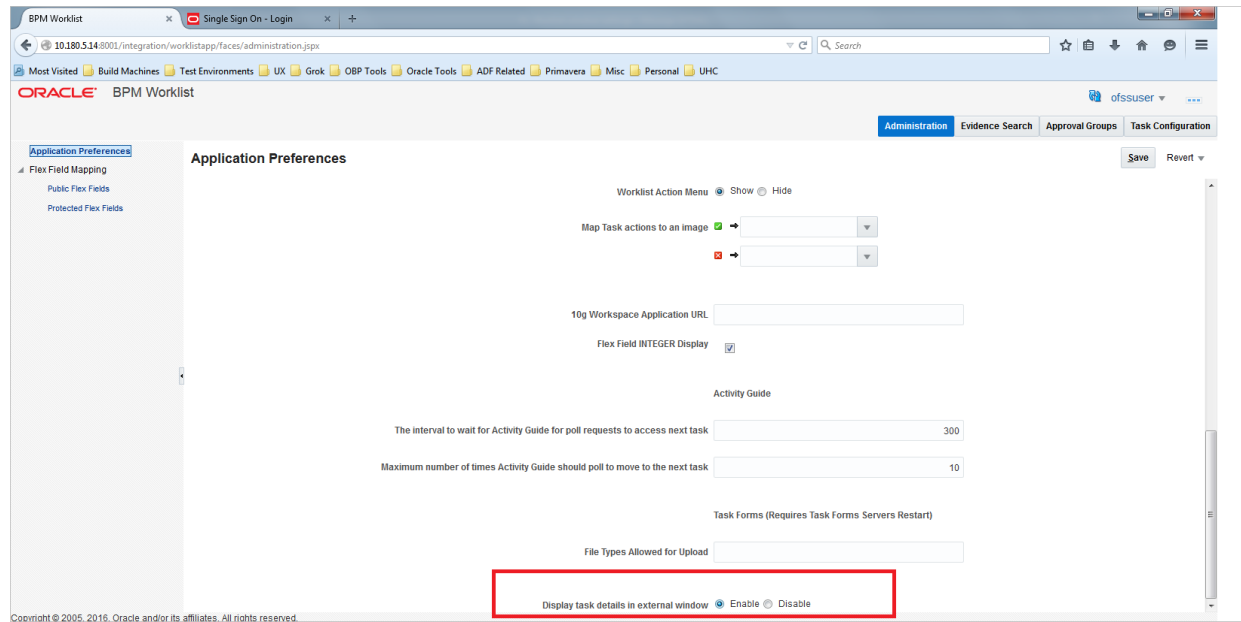 BPM Worklist × Single Sign On - Login × +
10.180.5.14:8001/integration/worklistapp/faces/administration.jspx Search
Most Visited Build Machines Test Environments UX Grok OBP Tools Oracle Tools ADF Related Primavera Misc Personal UHC
ORACLE BPM Worklist
ofssuser
Administration Evidence Search Approval Groups Task Configuration
Application Preferences
Flex Field Mapping
Public Flex Fields
Protected Flex Fields
Application Preferences Save Revert
Worklist Action Menu Show Hide
Map Task actions to an image
10g Workspace Application URL
Flex Field INTEGER Display
Activity Guide
The interval to wait for Activity Guide for poll requests to access next task 300
Maximum number of times Activity Guide should poll to move to the next task 10
Task Forms (Requires Task Forms Servers Restart)
File Types Allowed for Upload
Display task details in external window Enable Disable
Copyright © 2005, 2016, Oracle and/or its affiliates. All rights reserved.